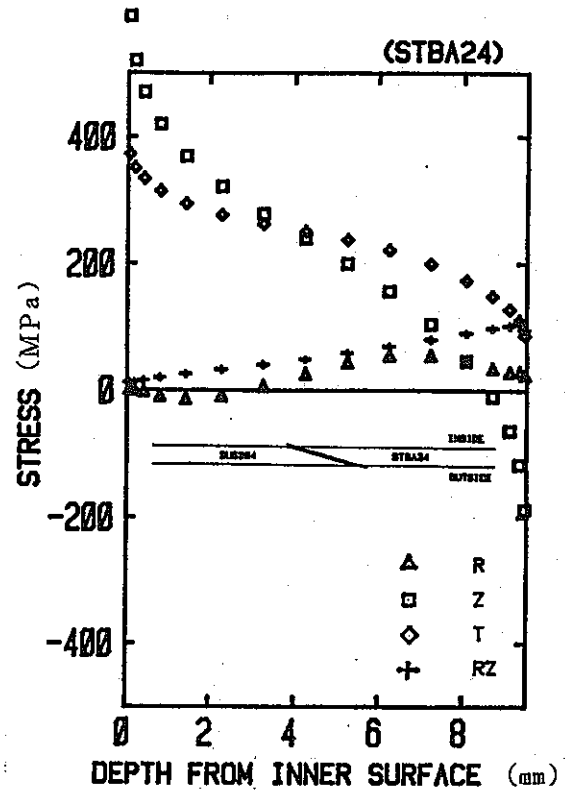 (STBA24)
400
200
0
-200
-400
STRESS (MPa)
INSIDE
SUS304 STBA24
OUTSIDE
R
Z
T
RZ
0 2 4 6 8
DEPTH FROM INNER SURFACE (mm)